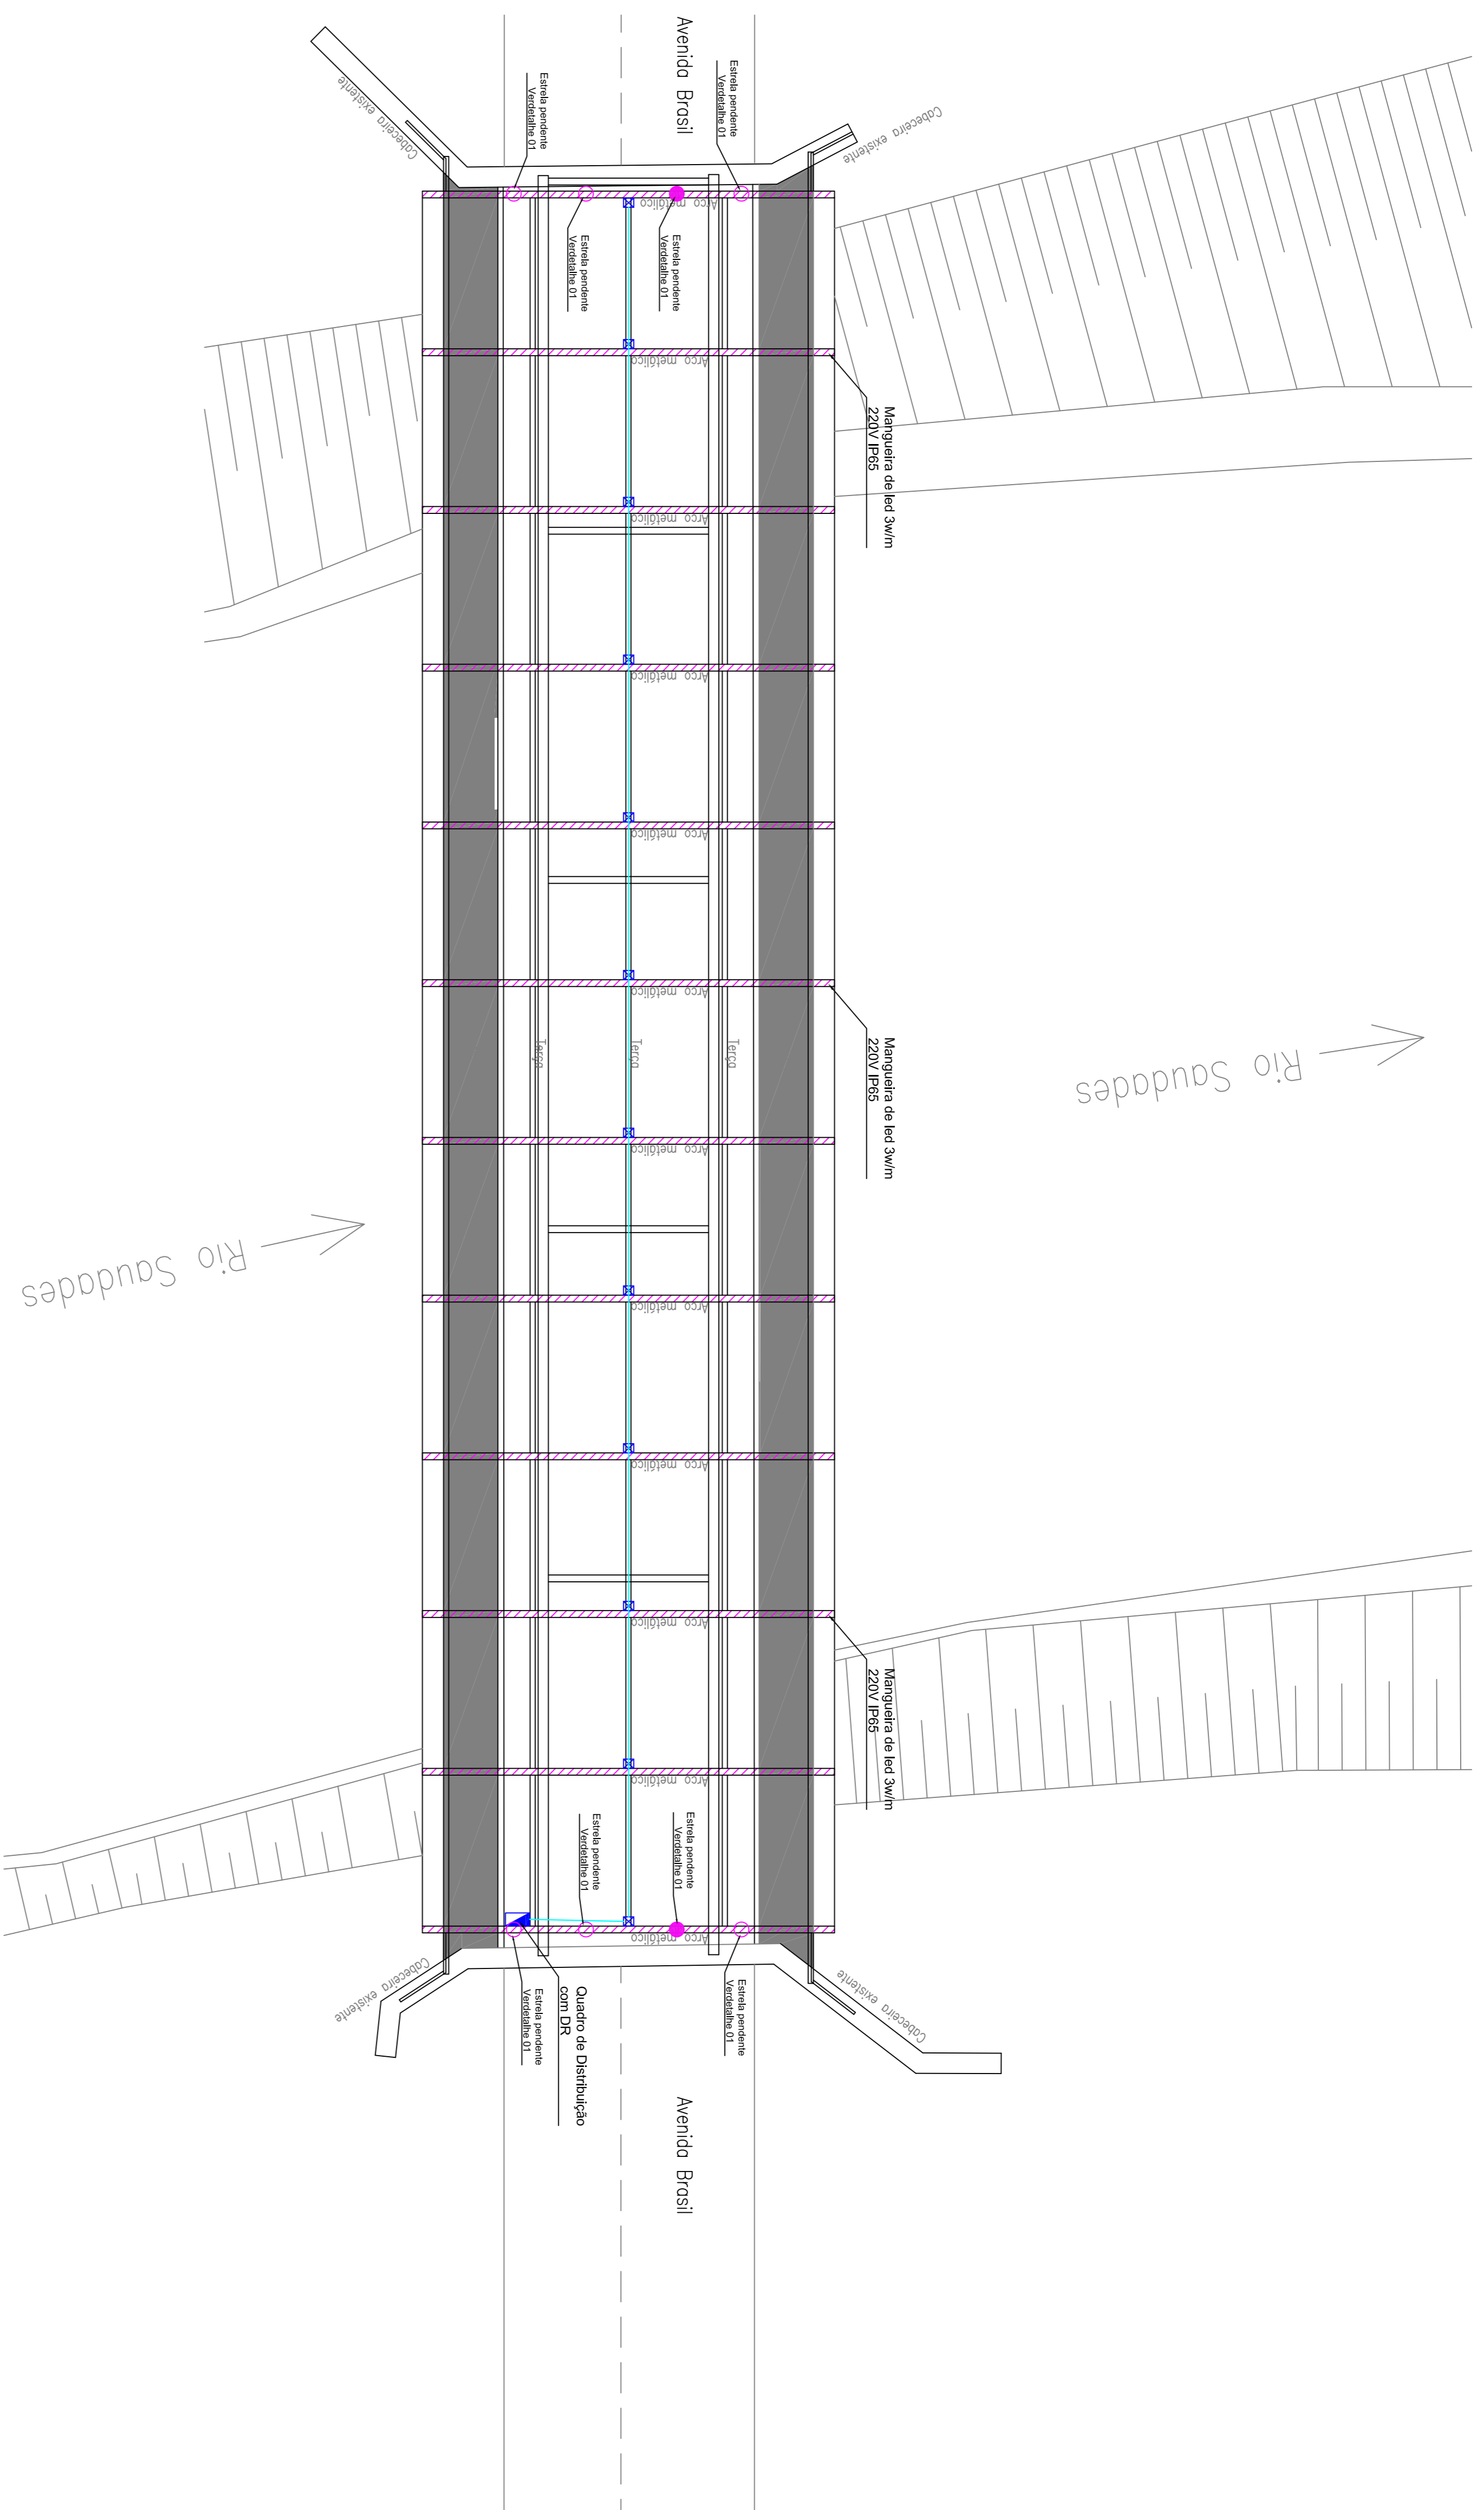 Avenida Brasil
Estrela pendente
Verdetalhe 01
Estrela pendente
Verdetalhe 01
Cabeceira existente
Cabeceira existente
Arco metálico
Estrela pendente
Verdetalhe 01
Estrela pendente
Verdetalhe 01
Arco metálico
Mangueira de led 3w/m
220V IP65
Arco metálico
Arco metálico
Arco metálico
Arco metálico
Mangueira de led 3w/m
220V IP65
Terça
Terça
Terça
Rio Saudades
Arco metálico
Rio Saudades
Arco metálico
Arco metálico
Arco metálico
Mangueira de led 3w/m
220V IP65
Arco metálico
Estrela pendente
Verdetalhe 01
Estrela pendente
Verdetalhe 01
Arco metálico
Cabeceira existente
Cabeceira existente
Quadro de Distribuição
com DR
Estrela pendente
Verdetalhe 01
Estrela pendente
Verdetalhe 01
Avenida Brasil